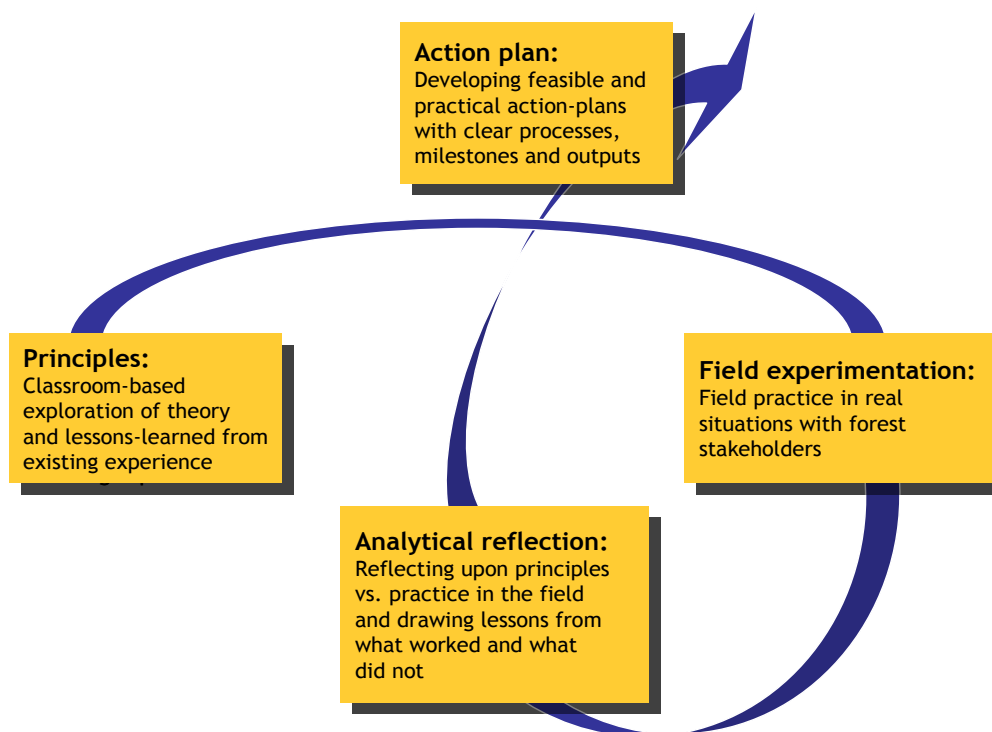 Action plan:
Developing feasible and
practical action-plans
with clear processes,
milestones and outputs
Principles:
Classroom-based
exploration of theory
and lessons-learned from
existing experience
Field experimentation:
Field practice in real
situations with forest
stakeholders
Analytical reflection:
Reflecting upon principles
vs. practice in the field
and drawing lessons from
what worked and what
did not